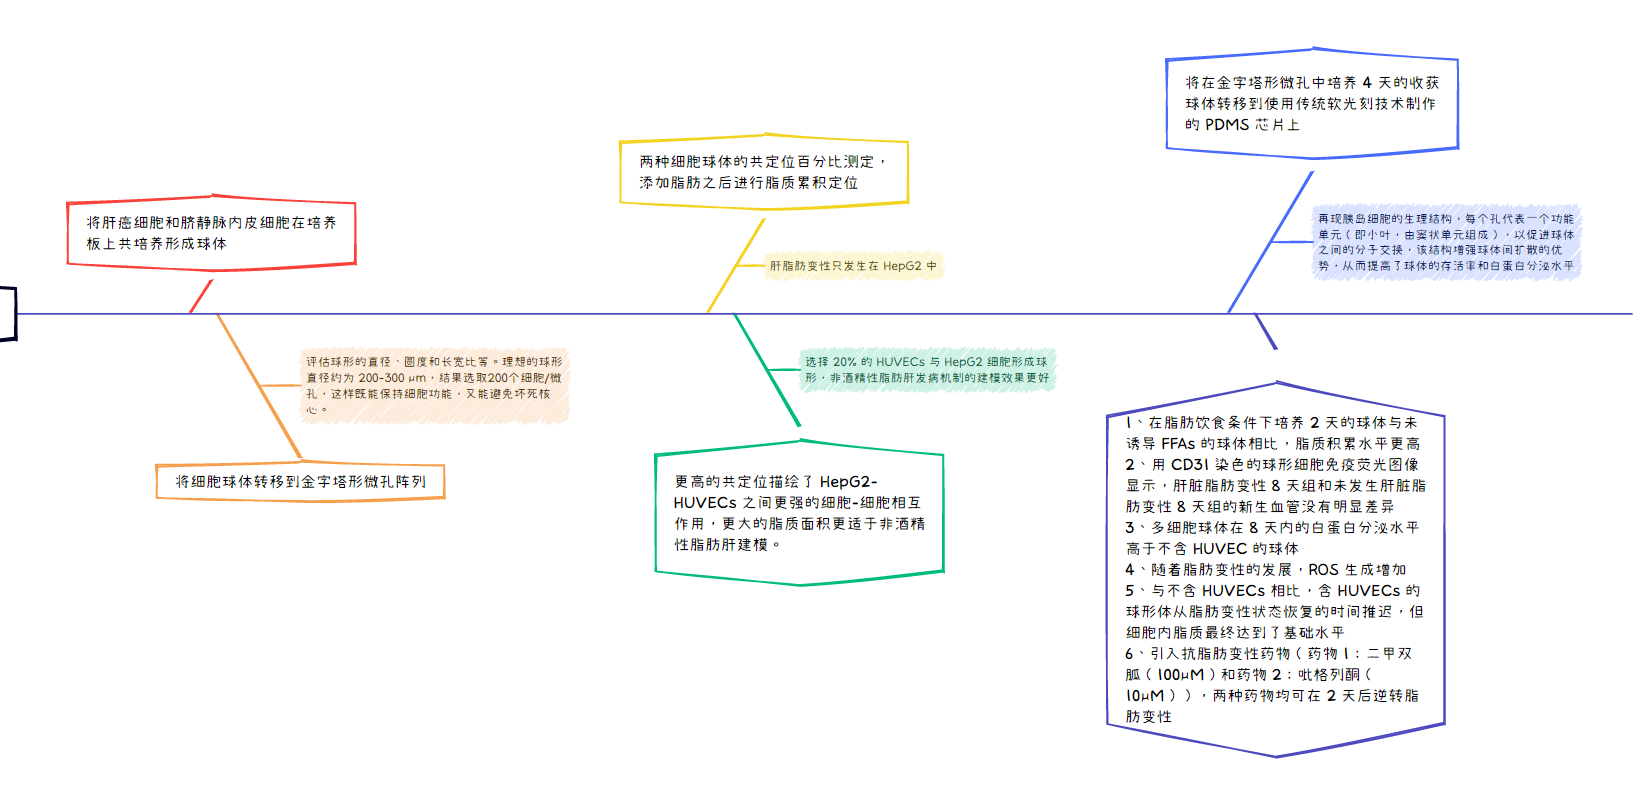 将肝癌细胞和脐静脉内皮细胞在培养
板上共培养形成球体
评估球形的直径、圆度和长宽比等。理想的球形
直径约为 200-300 μm，结果选取200个细胞/微
孔，这样既能保持细胞功能，又能避免坏死核
心。
将细胞球体转移到金字塔形微孔阵列
两种细胞球体的共定位百分比测定，
添加脂肪之后进行脂质累积定位
肝脂肪变性只发生在 HepG2 中
选择 20% 的 HUVECs 与 HepG2 细胞形成球
形，非酒精性脂肪肝发病机制的建模效果更好
更高的共定位描绘了 HepG2-
HUVECs 之间更强的细胞-细胞相互
作用，更大的脂质面积更适于非酒精
性脂肪肝建模。
将在金字塔形微孔中培养 4 天的收获
球体转移到使用传统软光刻技术制作
的 PDMS 芯片上
再现胰岛细胞的生理结构，每个孔代表一个功能
单元（即小叶，由窦状单元组成），以促进球体
之间的分子交换，该结构增强球体间扩散的优
势，从而提高了球体的存活率和白蛋白分泌水平
1、在脂肪饮食条件下培养 2 天的球体与未
诱导 FFAs 的球体相比，脂质积累水平更高
2、用 CD31 染色的球形细胞免疫荧光图像
显示，肝脏脂肪变性 8 天组和未发生肝脏脂
肪变性 8 天组的新生血管没有明显差异
3、多细胞球体在 8 天内的白蛋白分泌水平
高于不含 HUVEC 的球体
4、随着脂肪变性的发展，ROS 生成增加
5、与不含 HUVECs 相比，含 HUVECs 的
球形体从脂肪变性状态恢复的时间推迟，但
细胞内脂质最终达到了基础水平
6、引入抗脂肪变性药物（药物 1：二甲双
胍（100μM）和药物 2：吡格列酮（
10μM）），两种药物均可在 2 天后逆转脂
肪变性